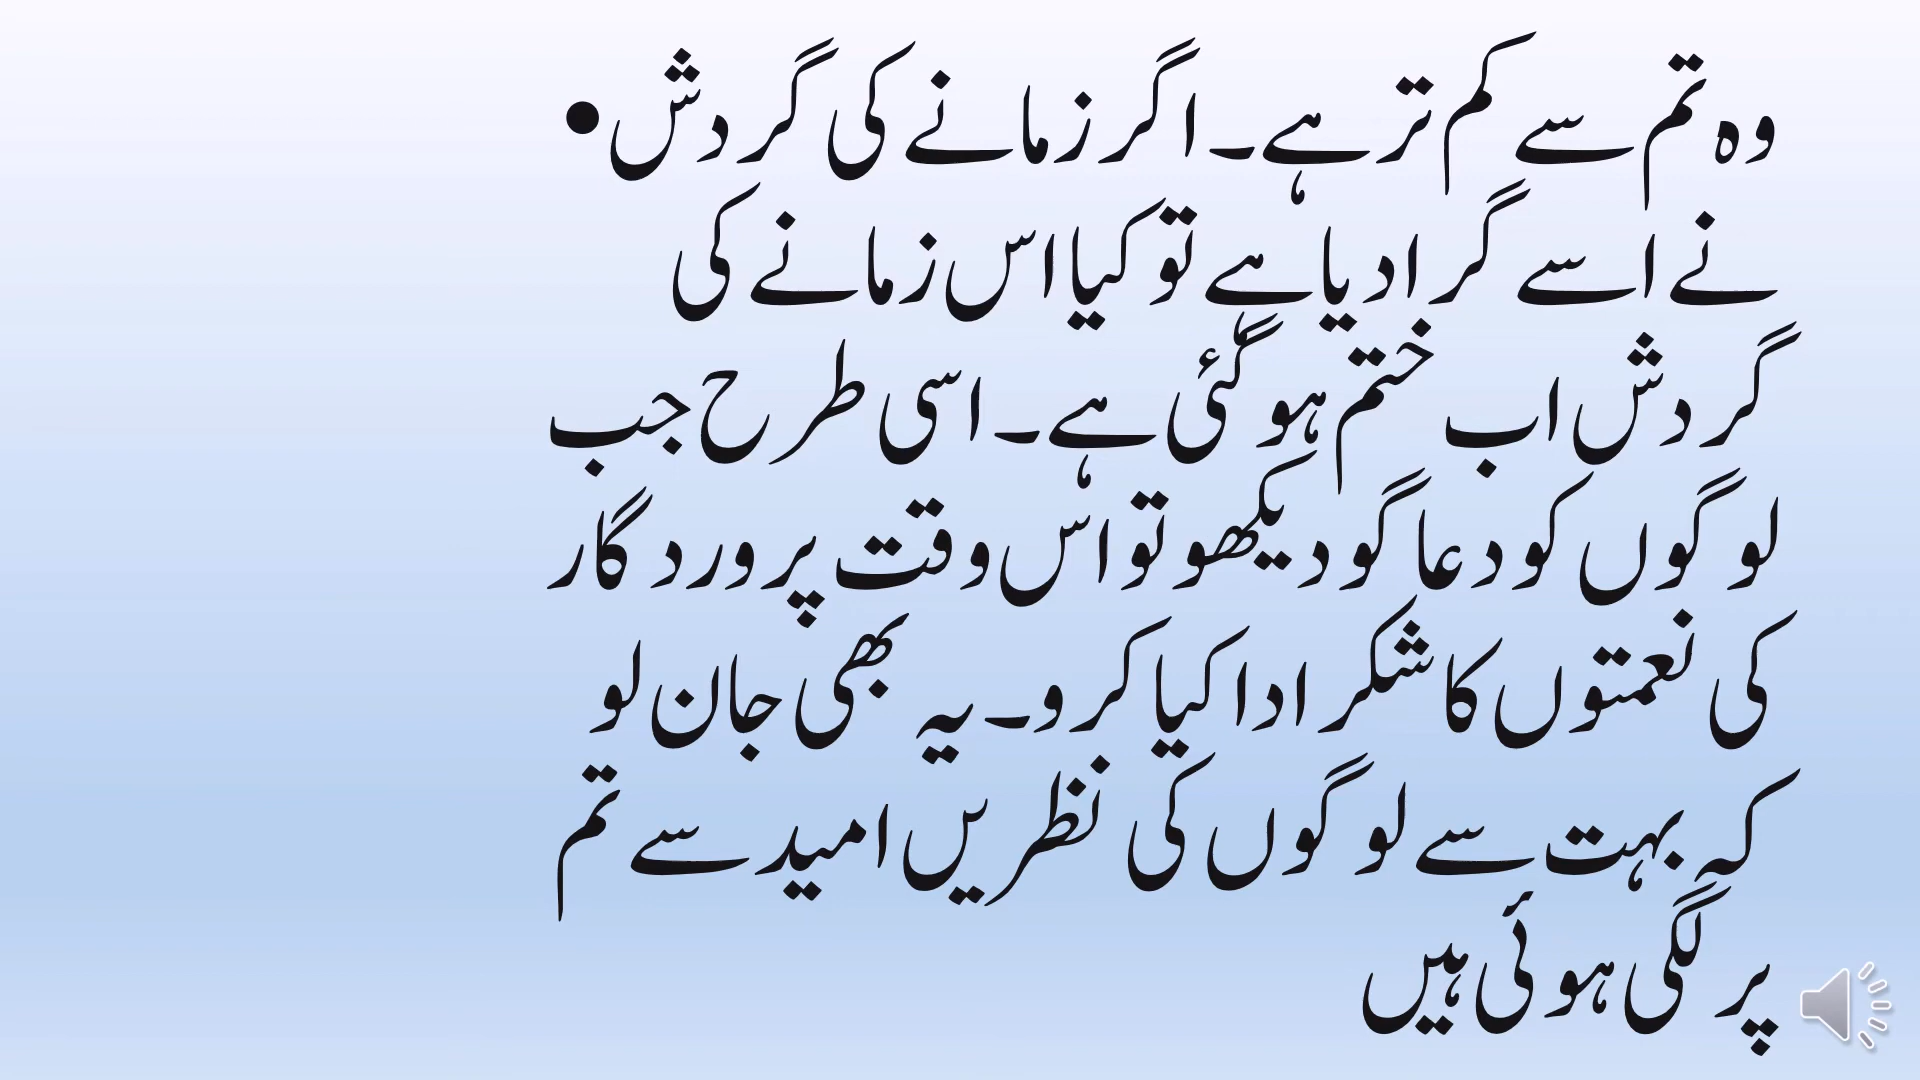 وہ تم سے کم تر ہے۔ اگر زمانے کی گردش •
نے اسے گرا دیا ہے تو کیا اس زمانے کی
گردش اب ختم ہو گئی ہے۔ اسی طرح جب
لوگوں کو دعا گو دیکھو تو اس وقت پروردگار
کی نعمتوں کا شکر ادا کیا کرو۔ یہ بھی جان لو
کہ بہت سے لوگوں کی نظریں امید سے تم
پر لگی ہوئی ہیں